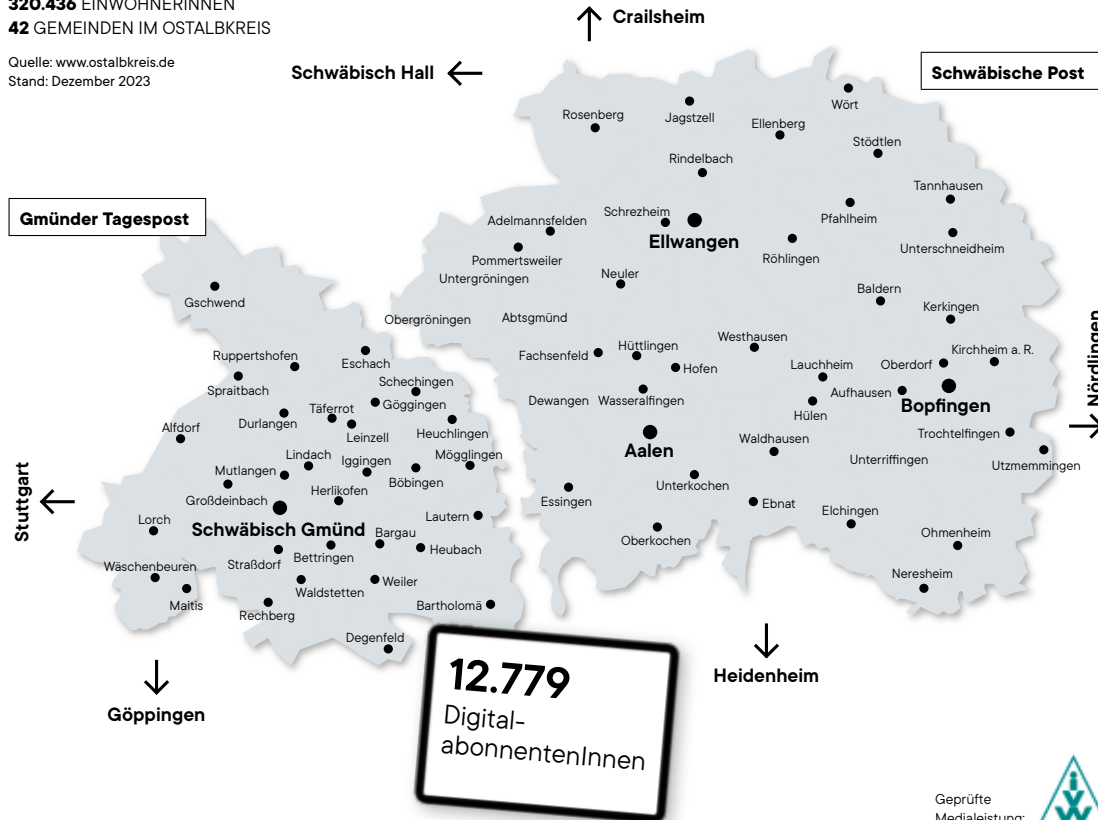 320.436 EINWOHNERINNEN
42 GEMEINDEN IM OSTALBKREIS
Quelle: www.ostalbkreis.de
Stand: Dezember 2023
Crailsheim
Schwäbisch Hall
Schwäbische Post
Gmünder Tagespost
Wört
Rosenberg
Jagstzell
Ellenberg
Stödtlen
Rindelbach
Tannhausen
Schrezheim
Adelmannsfelden
Pfahlheim
Ellwangen
Unterschneidheim
Pommertsweiler
Röhlingen
Untergröningen
Neuler
Baldern
Gschwend
Kerkingen
Obergröningen
Abtsgmünd
Westhausen
Hüttlingen
Kirchheim a. R.
Ruppertshofen
Fachsenfeld
Eschach
Hofen
Lauchheim
Oberdorf
Nördlingen
Schechingen
Spraitbach
Aufhausen
Dewangen
Wasseralfingen
Göggingen
Täferrot
Bopfingen
Hülen
Durlangen
Alfdorf
Leinzell
Heuchlingen
Trochtelfingen
Waldhausen
Aalen
Lindach
Iggingen
Mögglingen
Unterriffingen
Utzmemmingen
Mutlangen
Böbingen
Unterkochen
Herlikofen
Großdeinbach
Essingen
Ebnat
Stuttgart
Elchingen
Lorch
Lautern
Schwäbisch Gmünd
Bargau
Oberkochen
Ohmenheim
Heubach
Bettringen
Straßdorf
Wäschenbeuren
Neresheim
Weiler
Waldstetten
Maitis
Bartholomä
Rechberg
Degenfeld
Heidenheim
Göppingen
12.779
Digital-
abonnentenInnen
Geprüfte
Medialeistung:
iVW